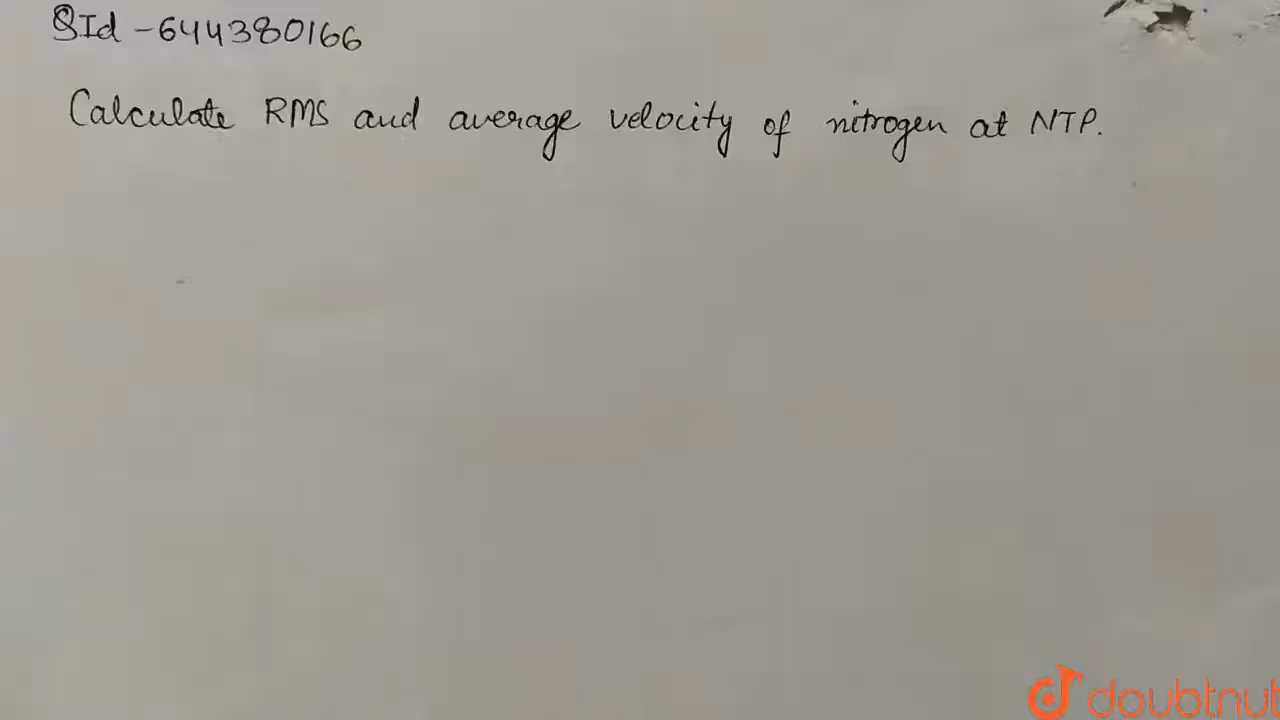 QId - 644380166
Calculate RMS and average velocity of nitrogen at NTP.
doubtnut